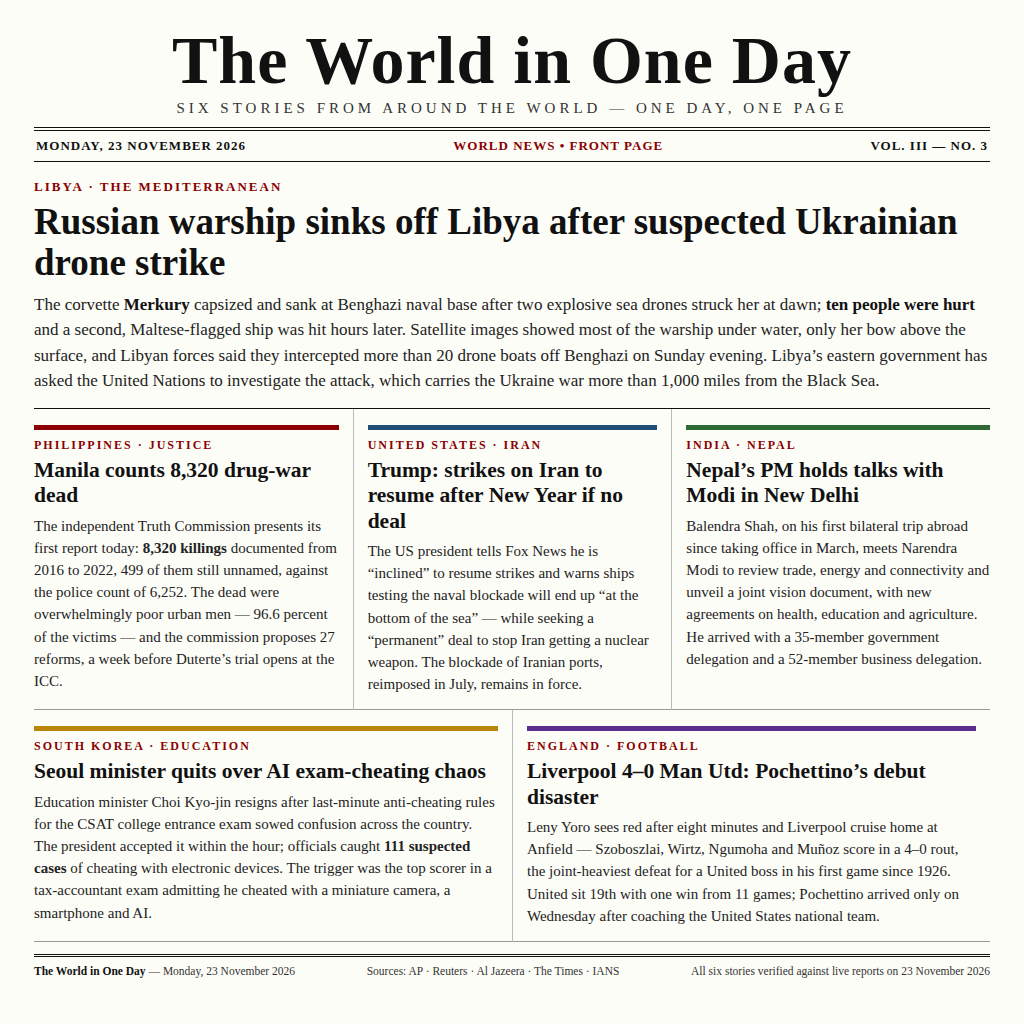 The World in One Day
SIX STORIES FROM AROUND THE WORLD — ONE DAY, ONE PAGE
MONDAY, 23 NOVEMBER 2026
WORLD NEWS • FRONT PAGE
VOL. III — NO. 3
LIBYA · THE MEDITERRANEAN
Russian warship sinks off Libya after suspected Ukrainian
drone strike
The corvette Merkury capsized and sank at Benghazi naval base after two explosive sea drones struck her at dawn; ten people were hurt
and a second, Maltese-flagged ship was hit hours later. Satellite images showed most of the warship under water, only her bow above the
surface, and Libyan forces said they intercepted more than 20 drone boats off Benghazi on Sunday evening. Libya’s eastern government has
asked the United Nations to investigate the attack, which carries the Ukraine war more than 1,000 miles from the Black Sea.
PHILIPPINES · JUSTICE
Manila counts 8,320 drug-war
dead
The independent Truth Commission presents its
first report today: 8,320 killings documented from
2016 to 2022, 499 of them still unnamed, against
the police count of 6,252. The dead were
overwhelmingly poor urban men — 96.6 percent
of the victims — and the commission proposes 27
reforms, a week before Duterte’s trial opens at the
ICC.
UNITED STATES · IRAN
Trump: strikes on Iran to
resume after New Year if no
deal
The US president tells Fox News he is
“inclined” to resume strikes and warns ships
testing the naval blockade will end up “at the
bottom of the sea” — while seeking a
“permanent” deal to stop Iran getting a nuclear
weapon. The blockade of Iranian ports,
reimposed in July, remains in force.
INDIA · NEPAL
Nepal’s PM holds talks with
Modi in New Delhi
Balendra Shah, on his first bilateral trip abroad
since taking office in March, meets Narendra
Modi to review trade, energy and connectivity and
unveil a joint vision document, with new
agreements on health, education and agriculture.
He arrived with a 35-member government
delegation and a 52-member business delegation.
SOUTH KOREA · EDUCATION
Seoul minister quits over AI exam-cheating chaos
Education minister Choi Kyo-jin resigns after last-minute anti-cheating rules
for the CSAT college entrance exam sowed confusion across the country.
The president accepted it within the hour; officials caught 111 suspected
cases of cheating with electronic devices. The trigger was the top scorer in a
tax-accountant exam admitting he cheated with a miniature camera, a
smartphone and AI.
ENGLAND · FOOTBALL
Liverpool 4–0 Man Utd: Pochettino’s debut
disaster
Leny Yoro sees red after eight minutes and Liverpool cruise home at
Anfield — Szoboszlai, Wirtz, Ngumoha and Muñoz score in a 4–0 rout,
the joint-heaviest defeat for a United boss in his first game since 1926.
United sit 19th with one win from 11 games; Pochettino arrived only on
Wednesday after coaching the United States national team.
The World in One Day — Monday, 23 November 2026
Sources: AP · Reuters · Al Jazeera · The Times · IANS
All six stories verified against live reports on 23 November 2026